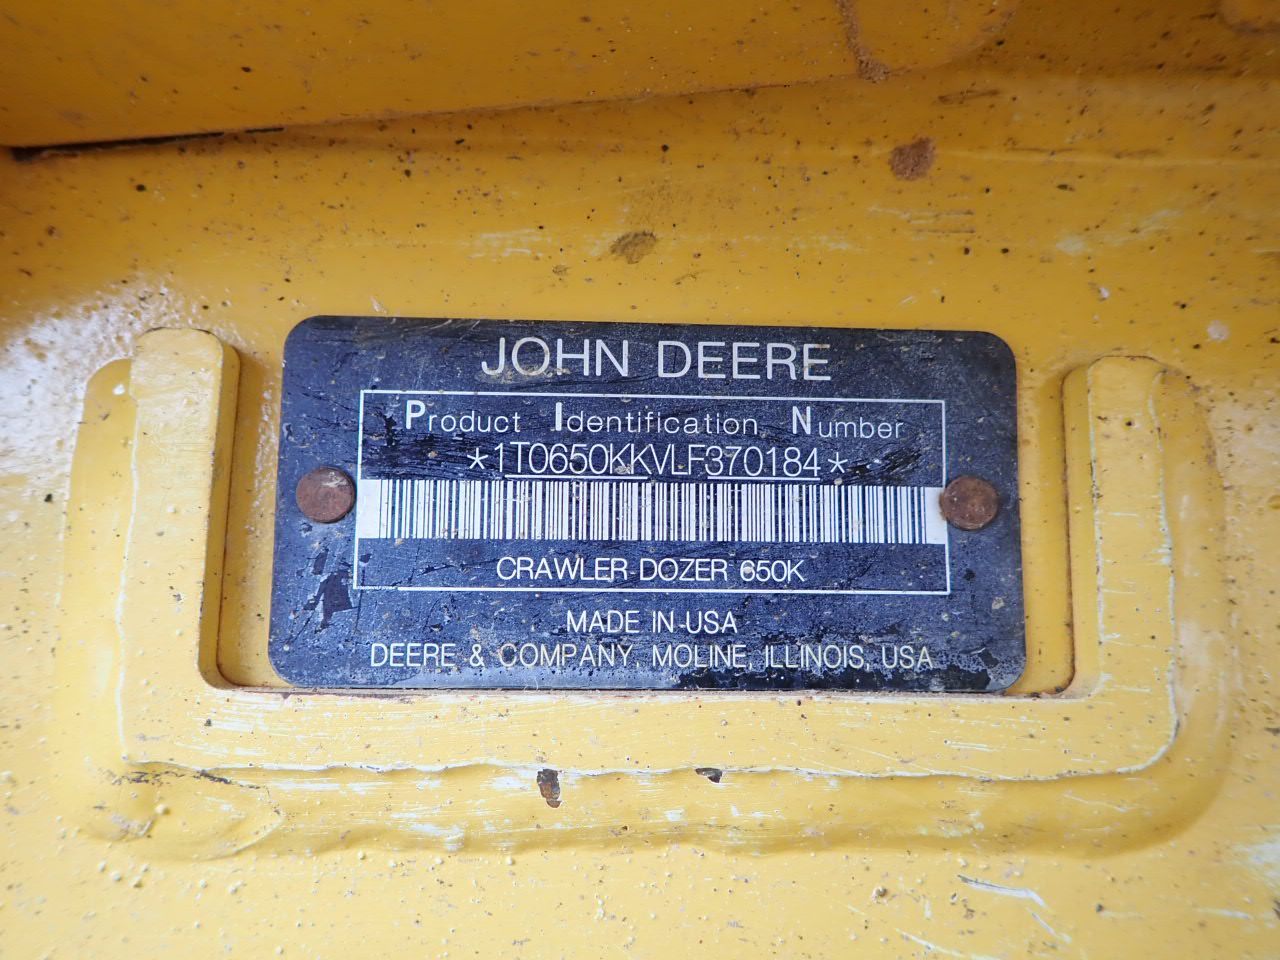 JOHN DEERE
Product Identification Number
*1T0650KKVLF370184*
CRAWLER DOZER 650K
MADE IN USA
DEERE & COMPANY, MOLINE, ILLINOIS, USA